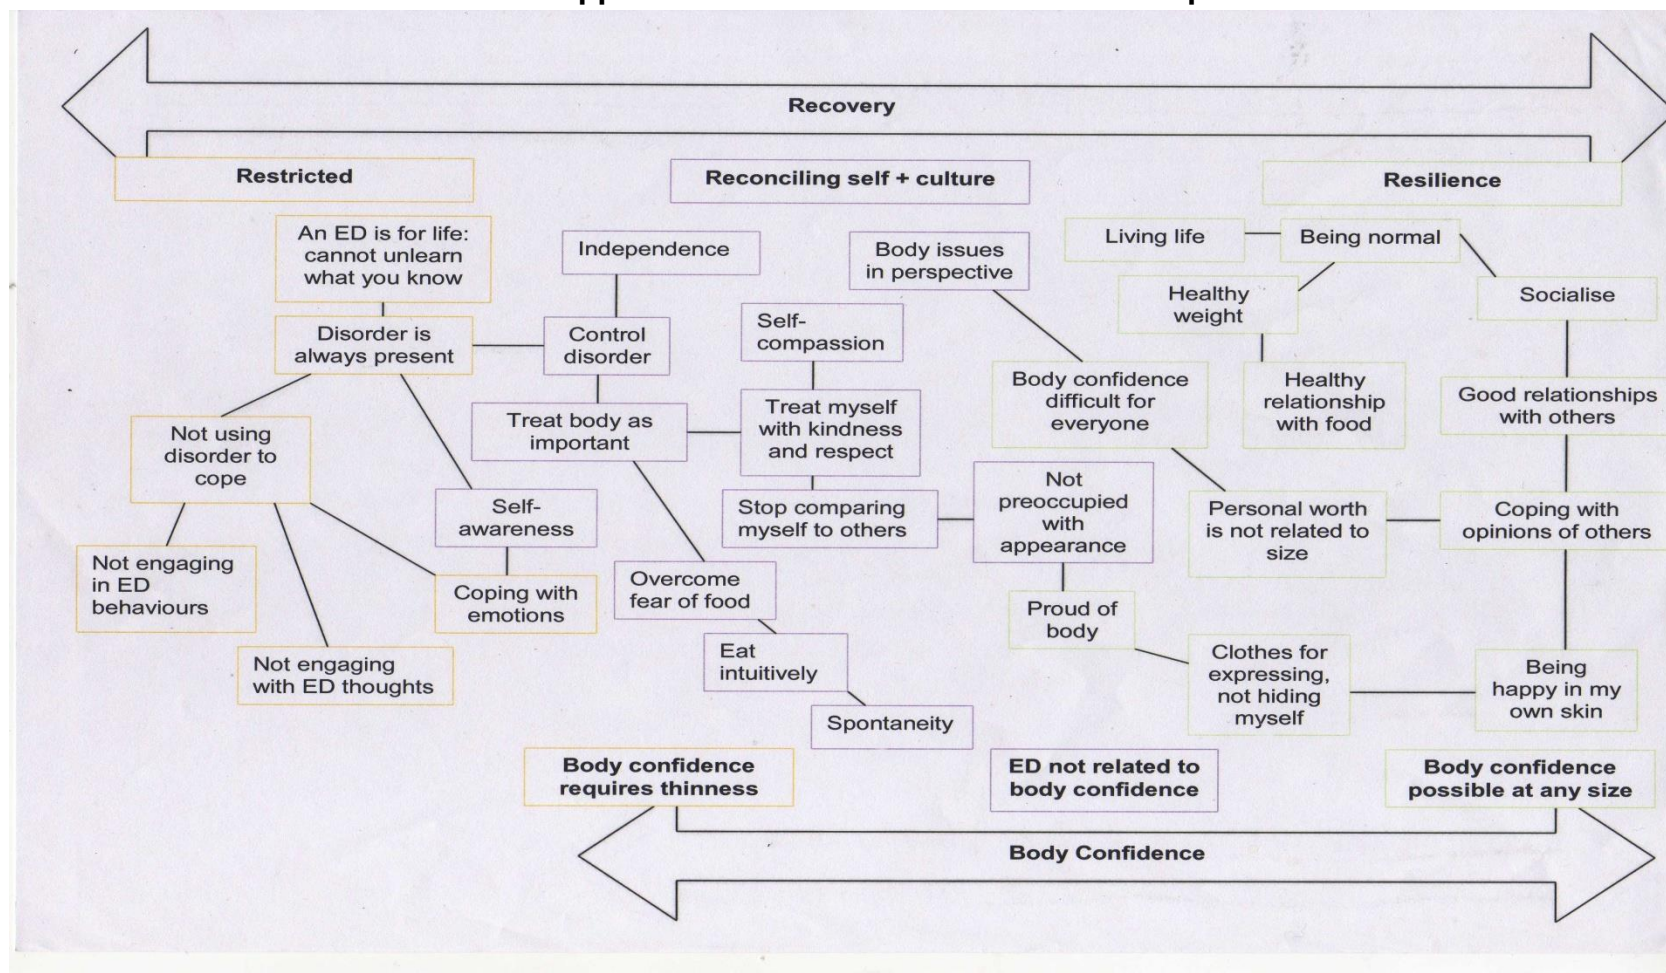 Recovery
Restricted
Reconciling self + culture
Resilience
An ED is for life:
cannot unlearn
what you know
Independence
Body issues
in perspective
Living life
Being normal
Healthy
weight
Socialise
Disorder is
always present
Control
disorder
Self-
compassion
Body confidence
difficult for
everyone
Healthy
relationship
with food
Good relationships
with others
Not using
disorder to
cope
Treat body as
important
Treat myself
with kindness
and respect
Self-
awareness
Stop comparing
myself to others
Not
preoccupied
with
appearance
Personal worth
is not related to
size
Coping with
opinions of others
Not engaging
in ED
behaviours
Coping with
emotions
Overcome
fear of food
Proud of
body
Not engaging
with ED thoughts
Eat
intuitively
Clothes for
expressing,
not hiding
myself
Being
happy in my
own skin
Spontaneity
Body confidence
requires thinness
ED not related to
body confidence
Body confidence
possible at any size
Body Confidence